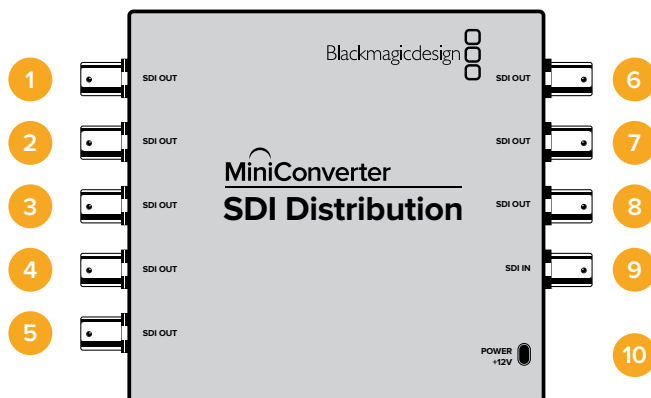 Blackmagicdesign
1
SDI OUT
SDI OUT
6
2
SDI OUT
SDI OUT
7
MiniConverter
3
SDI OUT
SDI Distribution
SDI OUT
8
4
SDI OUT
SDI IN
9
5
SDI OUT
POWER
+12V
10